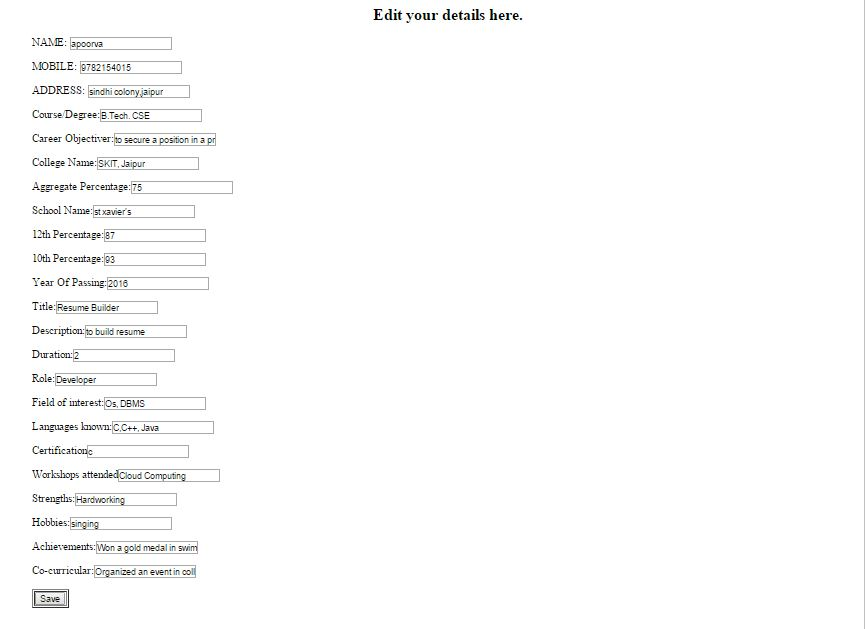 Edit your details here.
NAME: apoorva
MOBILE: 9782154015
ADDRESS: sindhi colony,jaipur
Course/Degree:B.Tech. CSE
Career Objectiver:to secure a position in a pr
College Name:SKIT, Jaipur
Aggregate Percentage:75
School Name:st xavier's
12th Percentage:87
10th Percentage:93
Year Of Passing:2016
Title:Resume Builder
Description:to build resume
Duration:2
Role:Developer
Field of interest:Os, DBMS
Languages known:C,C++, Java
Certificationc
Workshops attendedCloud Computing
Strengths:Hardworking
Hobbies:singing
Achievements:Won a gold medal in swim
Co-curricular:Organized an event in coll
Save